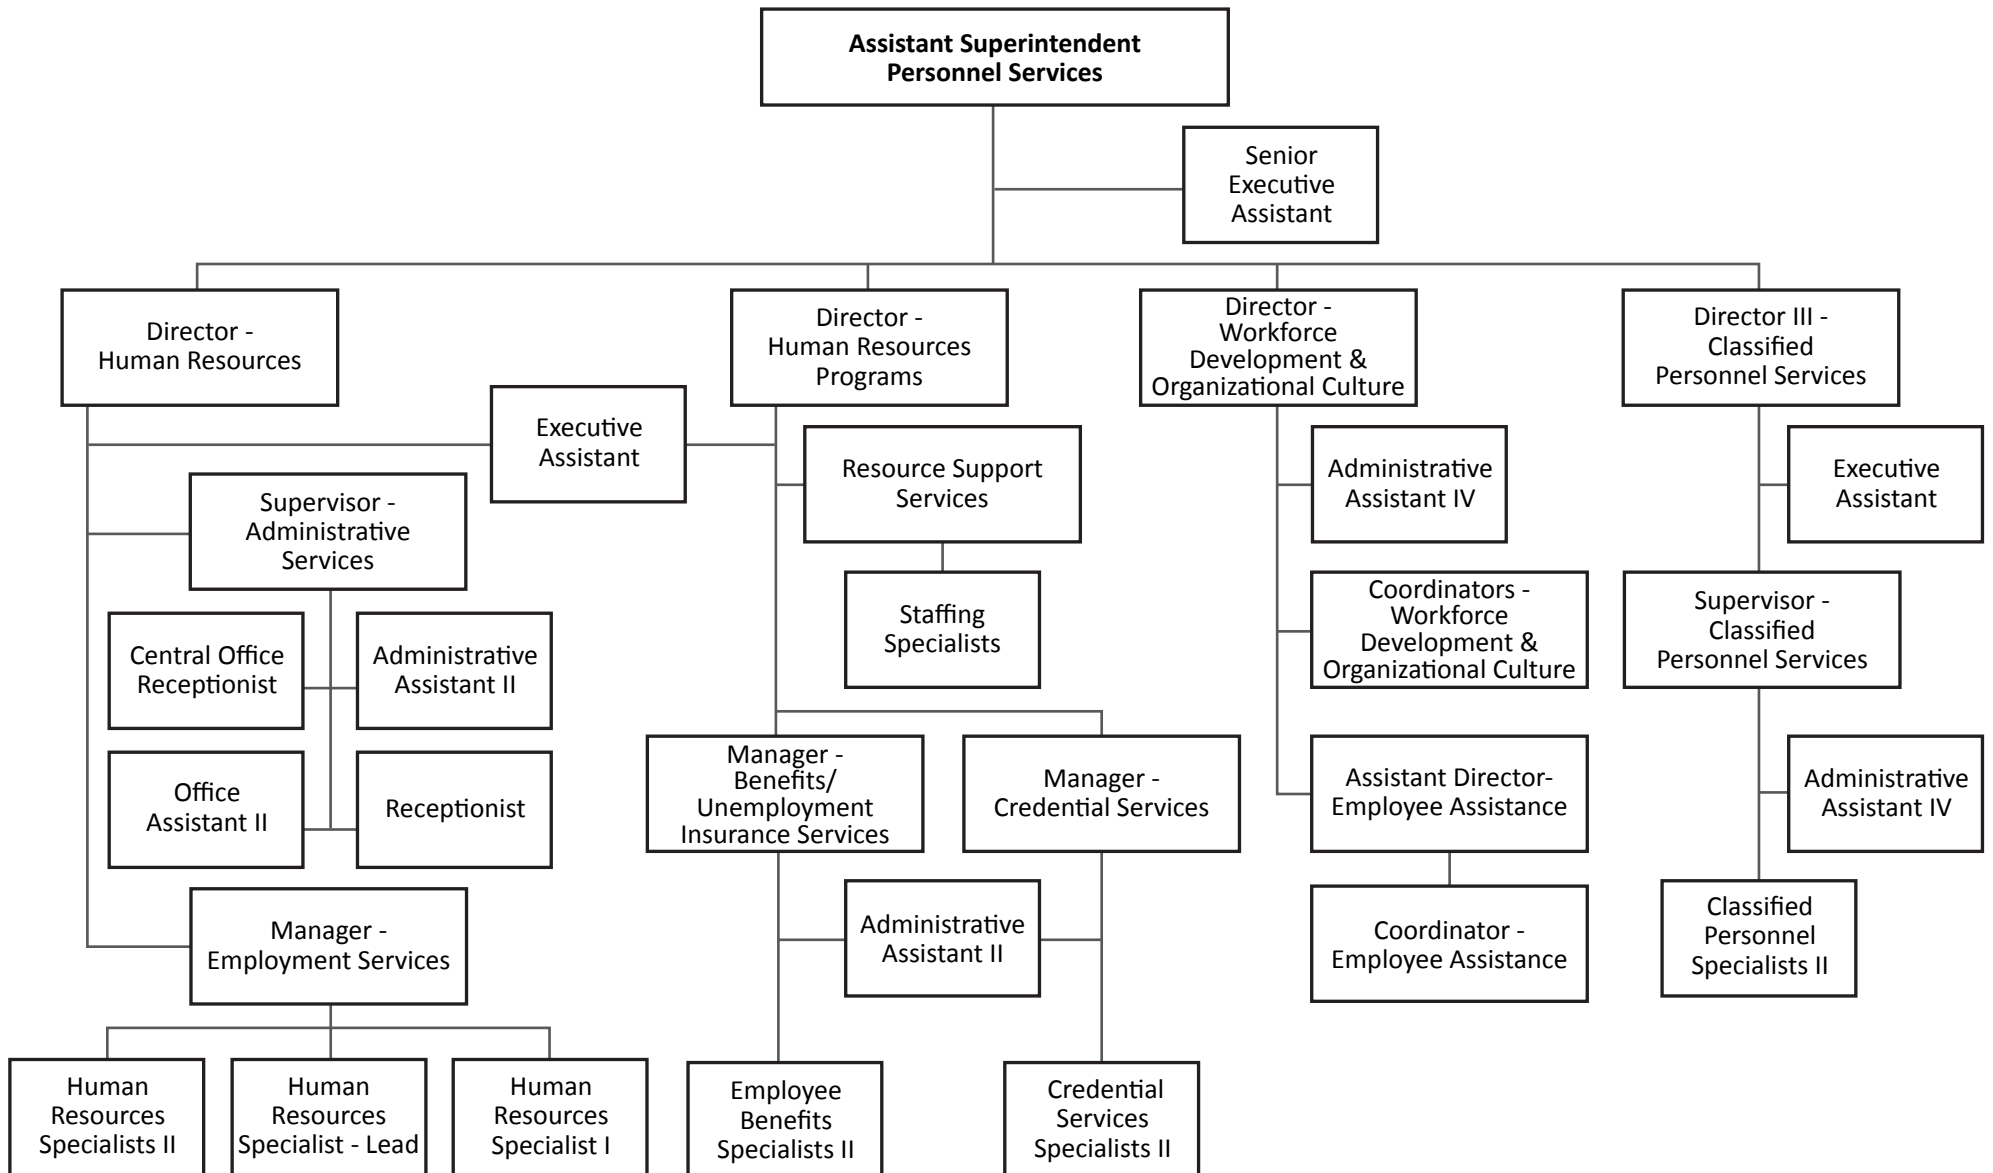 Assistant Superintendent
Personnel Services
Senior
Executive
Assistant
Director -
Human Resources
Director -
Human Resources
Programs
Director -
Workforce
Development &
Organizational Culture
Director III -
Classified
Personnel Services
Executive
Assistant
Resource Support
Services
Administrative
Assistant IV
Executive
Assistant
Supervisor -
Administrative
Services
Staffing
Specialists
Coordinators -
Workforce
Development &
Organizational Culture
Supervisor -
Classified
Personnel Services
Central Office
Receptionist
Administrative
Assistant II
Office
Assistant II
Receptionist
Manager -
Benefits/
Unemployment
Insurance Services
Manager -
Credential Services
Assistant Director-
Employee Assistance
Administrative
Assistant IV
Manager -
Employment Services
Administrative
Assistant II
Coordinator -
Employee Assistance
Classified
Personnel
Specialists II
Human
Resources
Specialists II
Human
Resources
Specialist - Lead
Human
Resources
Specialist I
Employee
Benefits
Specialists II
Credential
Services
Specialists II